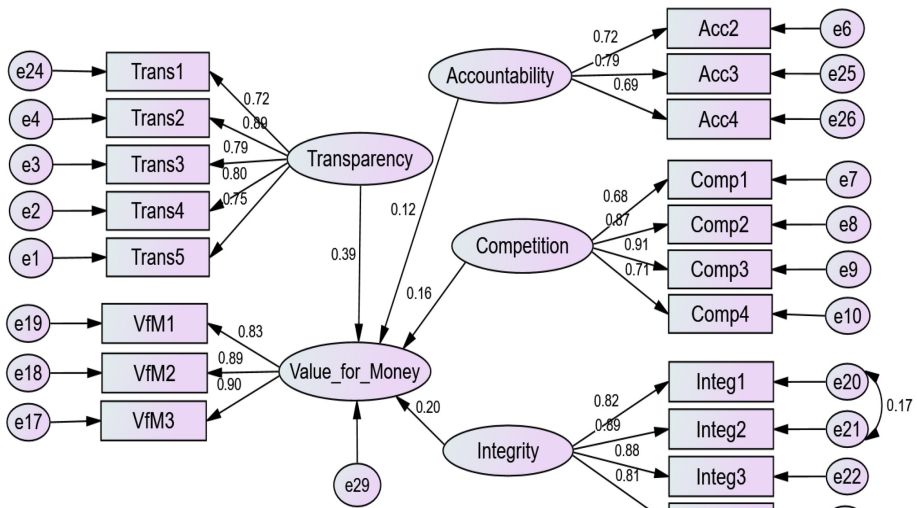 Acc2
e6
0.72
e24
Trans1
Accountability
0.79
Acc3
e25
0.69
0.72
e4
Trans2
0.89
Acc4
e26
0.79
e3
Trans3
Transparency
0.80
Comp1
e7
0.75
0.68
e2
Trans4
0.12
0.87
Comp2
e8
e1
Trans5
0.39
Competition
0.91
Comp3
e9
0.71
0.16
e19
VfM1
0.83
Comp4
e10
0.89
e18
VfM2
Value_for_Money
0.90
Integ1
e20
0.82
0.20
0.17
e17
VfM3
Integ2
e21
Integrity
0.88
0.81
Integ3
e22
e29